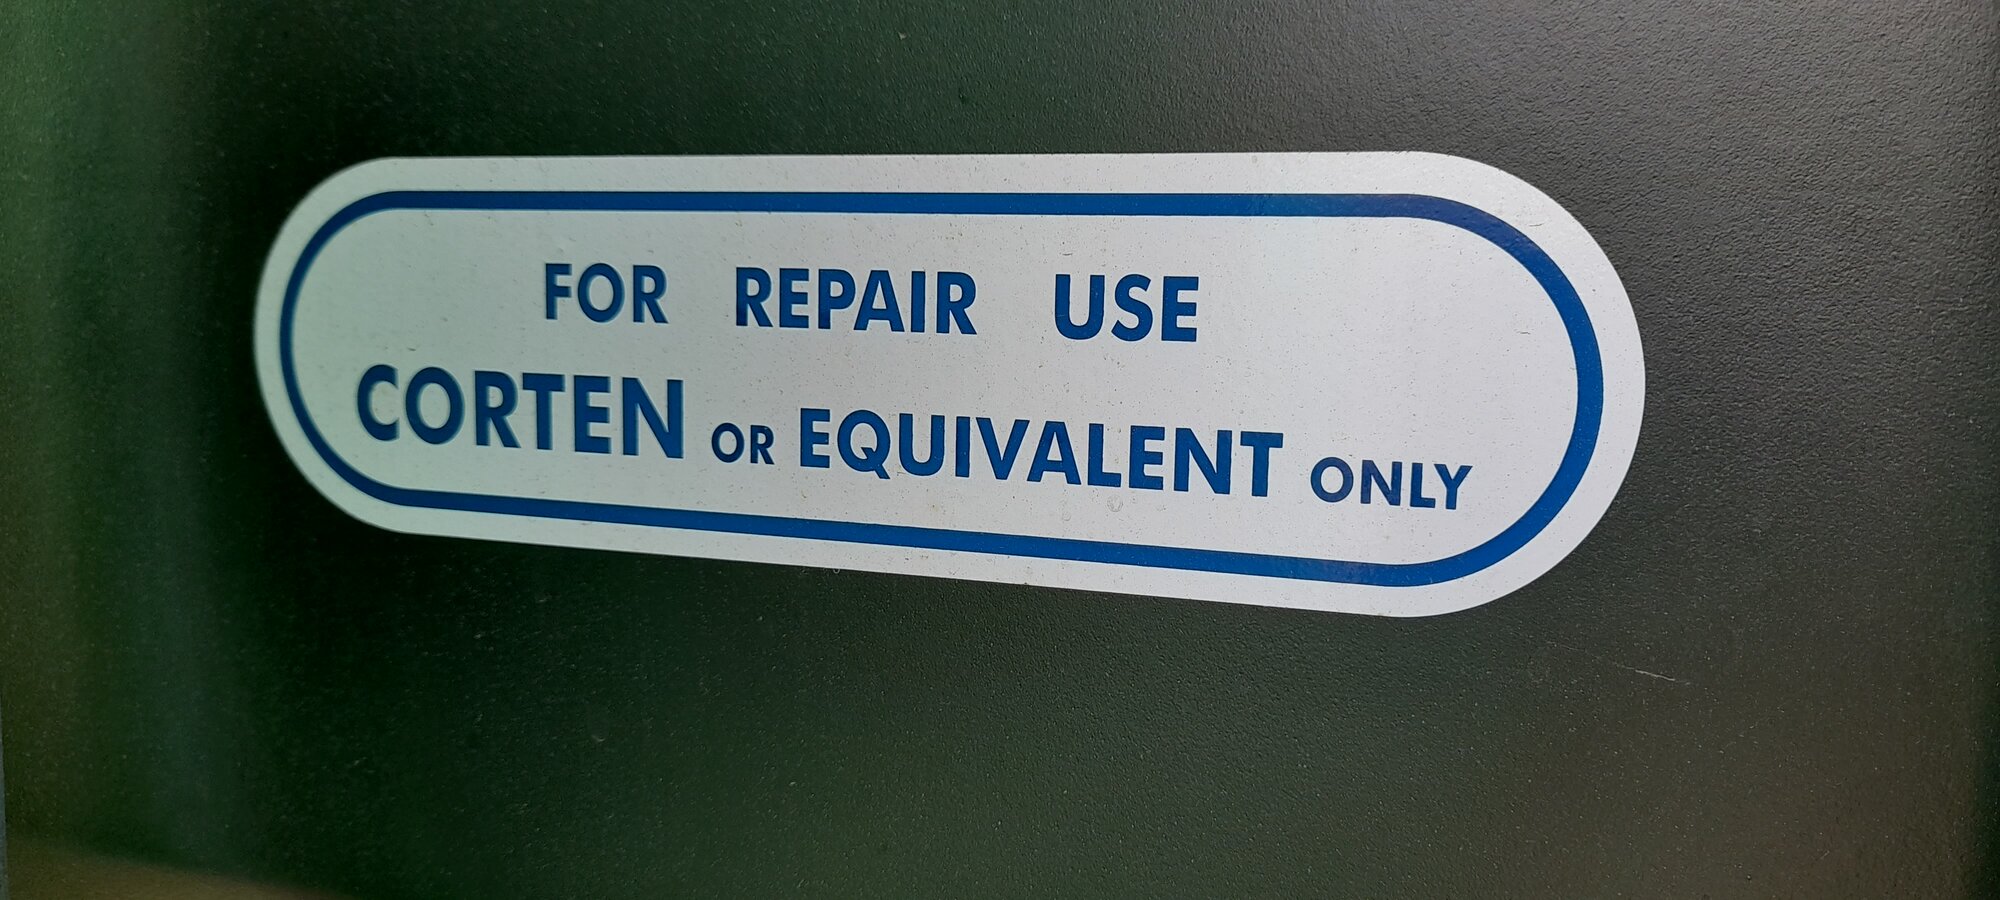 FOR REPAIR USE
CORTEN OR EQUIVALENT ONLY